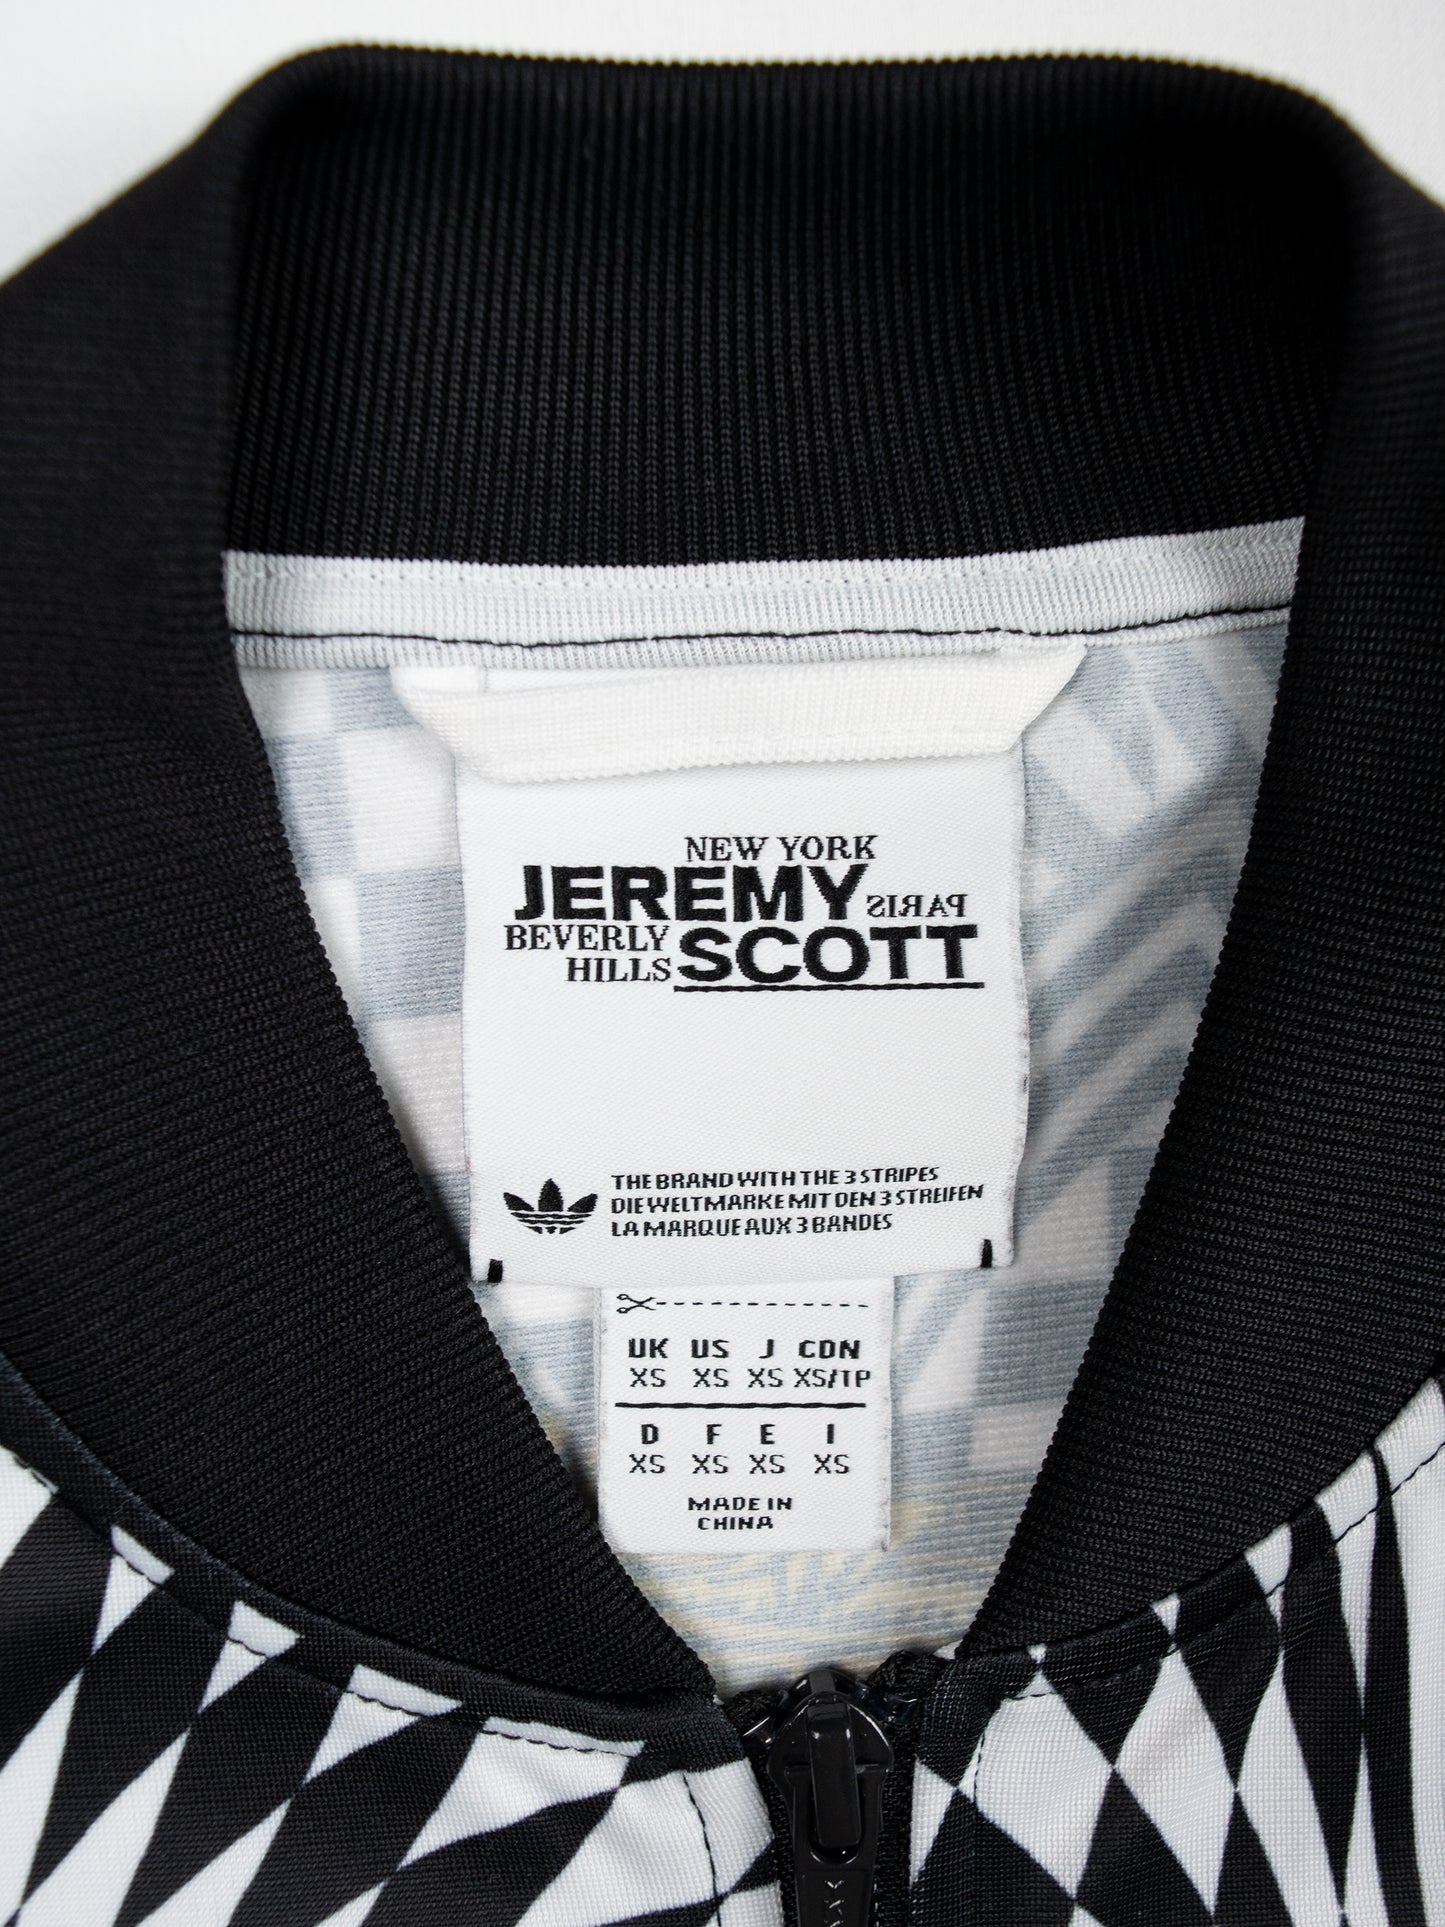 NEW YORK
JEREMY PARIS
BEVERLY HILLS SCOTT
THE BRAND WITH THE 3 STRIPES
DIE WELTMARKE MIT DEN 3 STREIFEN
LA MARQUE AUX 3 BANDES
UK US J CDN
XS XS XS XS/TP
D F E I
XS XS XS XS
MADE IN
CHINA